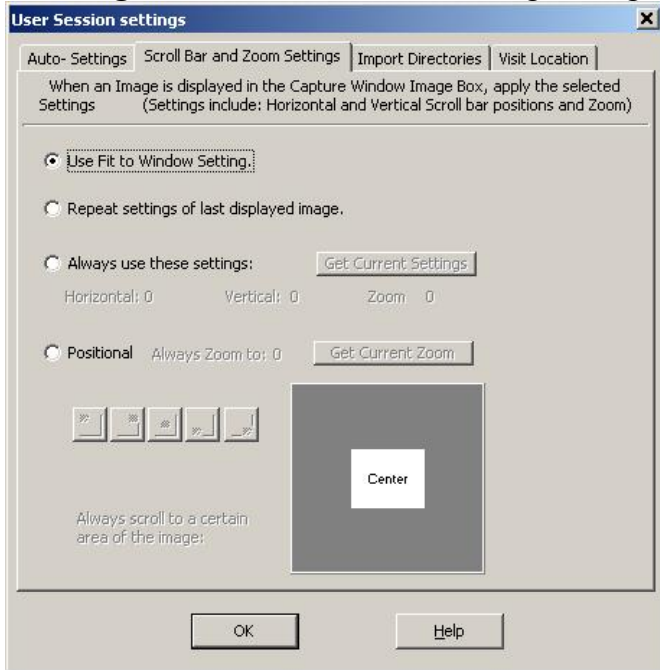 User Session settings
Auto- Settings Scroll Bar and Zoom Settings Import Directories Visit Location
When an Image is displayed in the Capture Window Image Box, apply the selected
Settings (Settings include: Horizontal and Vertical Scroll bar positions and Zoom)
Use Fit to Window Setting.
Repeat settings of last displayed image.
Always use these settings: Get Current Settings
Horizontal: 0 Vertical: 0 Zoom 0
Positional Always Zoom to: 0 Get Current Zoom
Center
Always scroll to a certain
area of the image:
OK Help